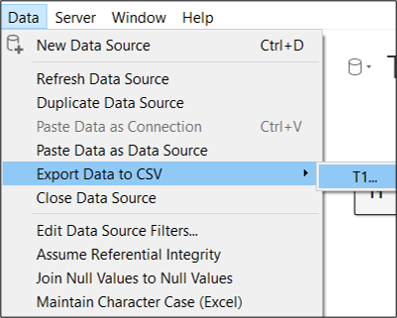 Data Server Window Help
New Data Source Ctrl+D
Refresh Data Source
Duplicate Data Source
Paste Data as Connection Ctrl+V
Paste Data as Data Source
Export Data to CSV T1...
Close Data Source
Edit Data Source Filters...
Assume Referential Integrity
Join Null Values to Null Values
Maintain Character Case (Excel)